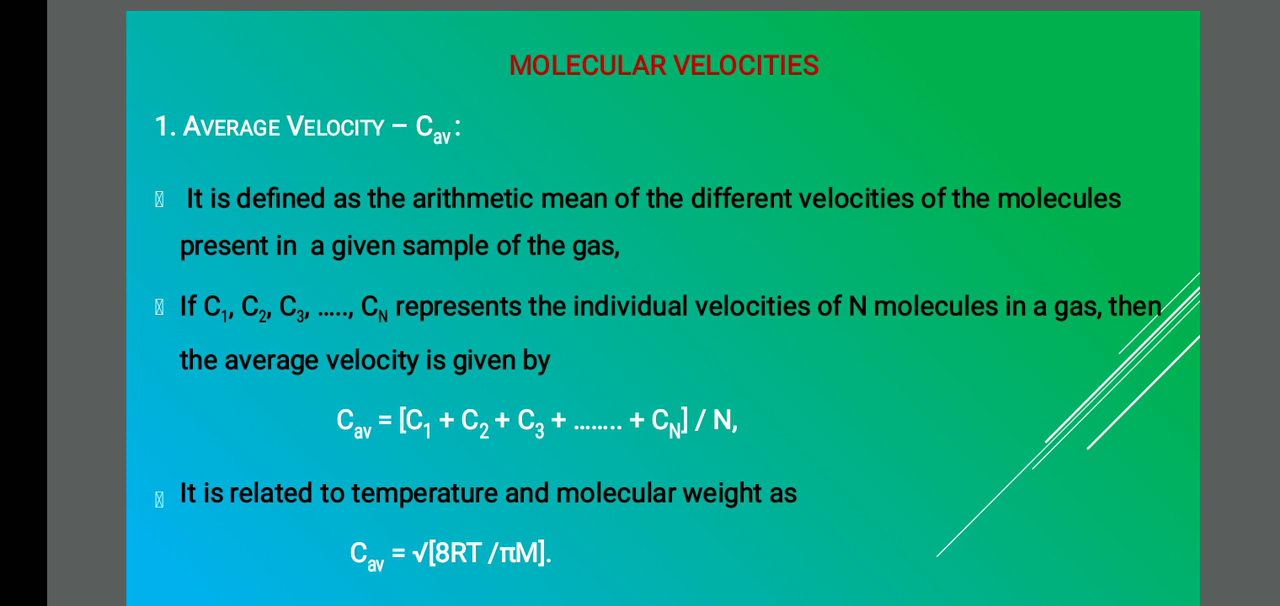 MOLECULAR VELOCITIES
1. AVERAGE VELOCITY – Cav :
It is defined as the arithmetic mean of the different velocities of the molecules
present in a given sample of the gas,
If C1, C2, C3, ....., CN represents the individual velocities of N molecules in a gas, then
the average velocity is given by
Cav = [C1 + C2 + C3 + ........ + CN] / N,
It is related to temperature and molecular weight as
Cav = √[8RT /πM].